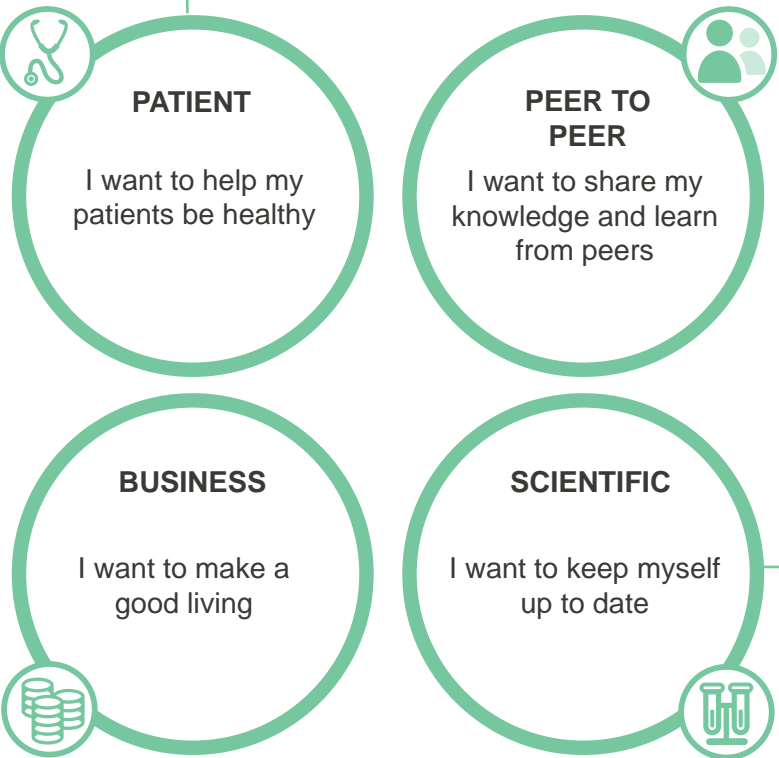 PATIENT
I want to help my
patients be healthy
PEER TO
PEER
I want to share my
knowledge and learn
from peers
BUSINESS
I want to make a
good living
SCIENTIFIC
I want to keep myself
up to date